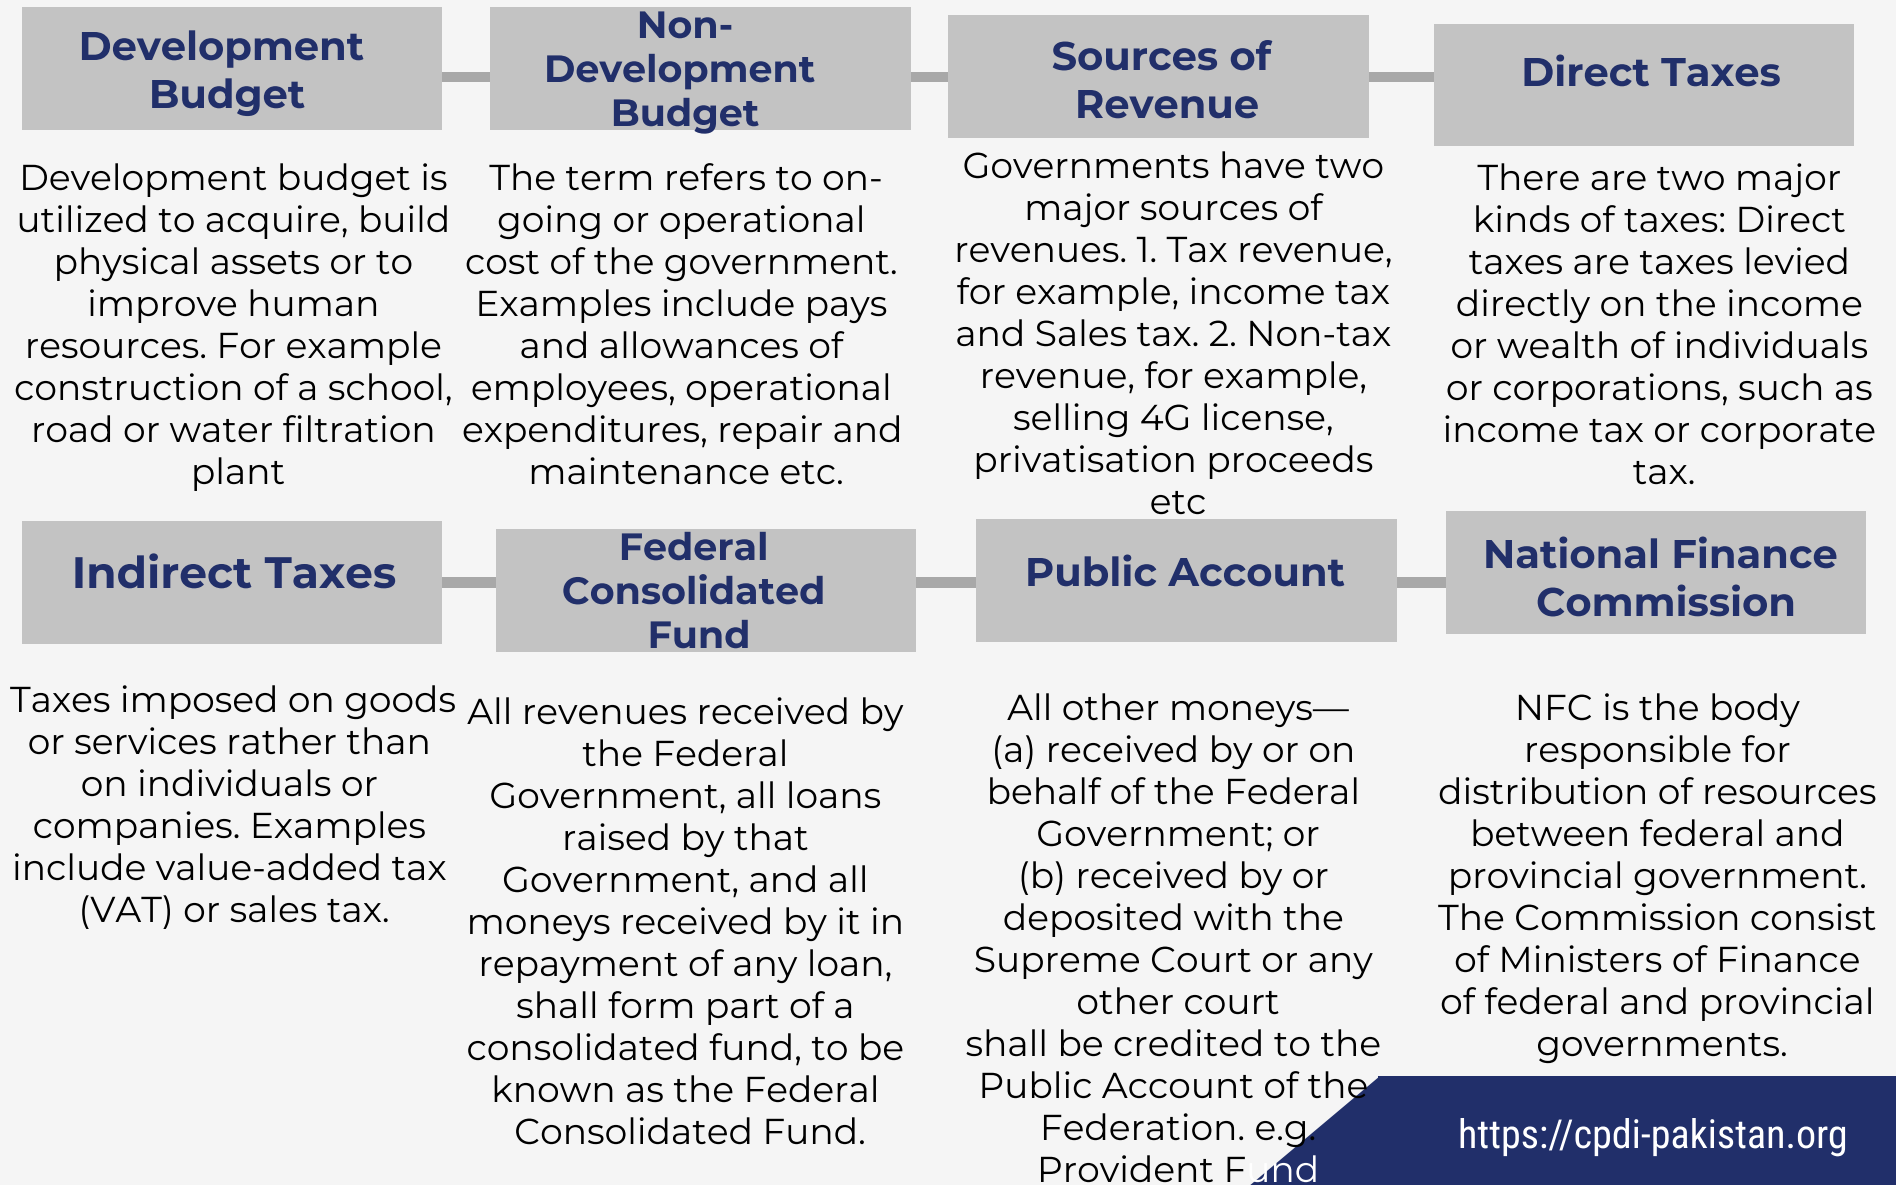 Development
Budget
Development budget is
utilized to acquire, build
physical assets or to
improve human
resources. For example
construction of a school,
road or water filtration
plant
Non-
Development
Budget
The term refers to on-
going or operational
cost of the government.
Examples include pays
and allowances of
employees, operational
expenditures, repair and
maintenance etc.
Sources of
Revenue
Governments have two
major sources of
revenues. 1. Tax revenue,
for example, income tax
and Sales tax. 2. Non-tax
revenue, for example,
selling 4G license,
privatisation proceeds
etc
Direct Taxes
There are two major
kinds of taxes: Direct
taxes are taxes levied
directly on the income
or wealth of individuals
or corporations, such as
income tax or corporate
tax.
Indirect Taxes
Taxes imposed on goods
or services rather than
on individuals or
companies. Examples
include value-added tax
(VAT) or sales tax.
Federal
Consolidated
Fund
All revenues received by
the Federal
Government, all loans
raised by that
Government, and all
moneys received by it in
repayment of any loan,
shall form part of a
consolidated fund, to be
known as the Federal
Consolidated Fund.
Public Account
All other moneys—
(a) received by or on
behalf of the Federal
Government; or
(b) received by or
deposited with the
Supreme Court or any
other court
shall be credited to the
Public Account of the
Federation. e.g.
Provident Fund
National Finance
Commission
NFC is the body
responsible for
distribution of resources
between federal and
provincial government.
The Commission consist
of Ministers of Finance
of federal and provincial
governments.
https://cpdi-pakistan.org